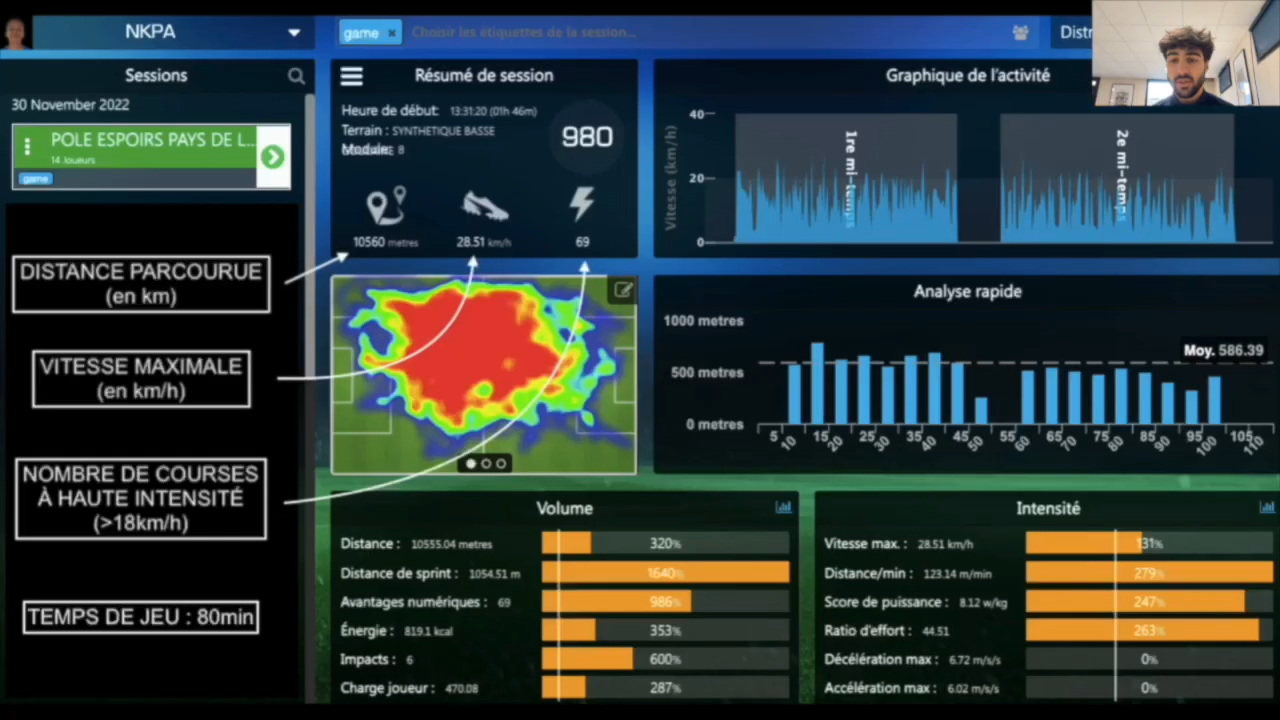 NKPA
game ×
Choisir les étiquettes de la session...
Distr
Sessions
30 November 2022
POLE ESPOIRS PAYS DE L...
14 Joueurs
game
DISTANCE PARCOURUE
(en km)
VITESSE MAXIMALE
(en km/h)
NOMBRE DE COURSES
À HAUTE INTENSITÉ
(>18km/h)
TEMPS DE JEU : 80min
Résumé de session
Heure de début: 13:31:20 (01h 46m)
Terrain : SYNTHETIQUE BASSE
Module: 8
980
10560 metres
28.51 km/h
69
Graphique de l'activité
Vitesse (km/h)
40
20
0
1re mi-temps
2e mi-temps
Analyse rapide
1000 metres
500 metres
0 metres
Moy. 586.39
5 10 15 20 25 30 35 40 45 50 55 60 65 70 75 80 85 90 95 100 105 110
Volume
Distance : 10555.04 metres 320%
Distance de sprint : 1054.51 m 1640%
Avantages numériques : 69 986%
Énergie : 819.1 kcal 353%
Impacts : 6 600%
Charge joueur : 470.08 287%
Intensité
Vitesse max. : 28.51 km/h 131%
Distance/min : 123.14 m/min 279%
Score de puissance : 8.12 w/kg 247%
Ratio d'effort : 44.51 263%
Décélération max : 6.72 m/s/s 0%
Accélération max : 6.02 m/s/s 0%